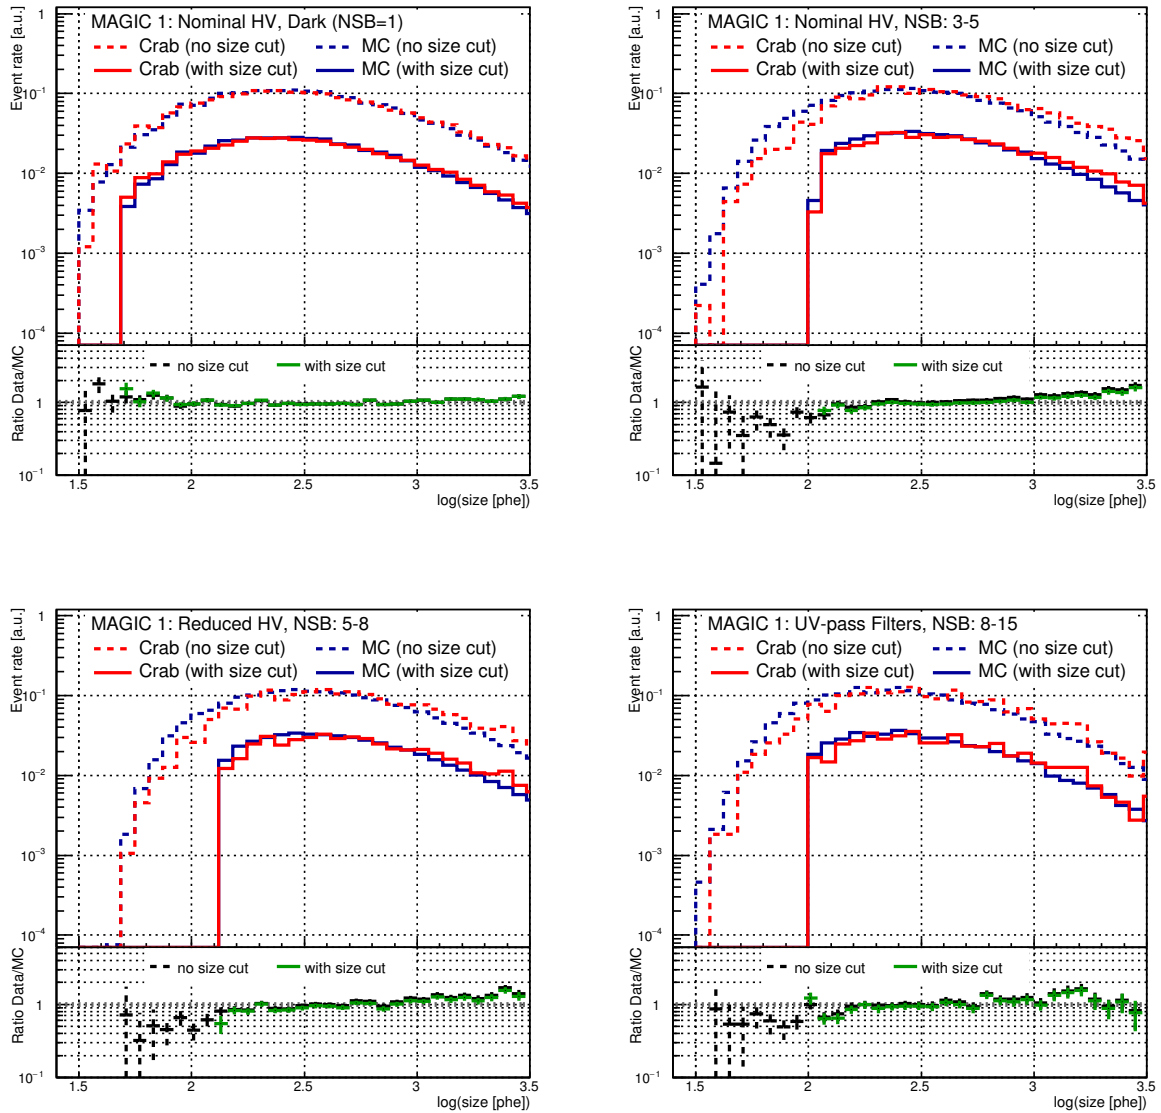 MAGIC 1: Nominal HV, Dark (NSB=1)
Crab (no size cut) MC (no size cut)
Crab (with size cut) MC (with size cut)
Event rate [a.u.]
1
10⁻¹
10⁻²
10⁻³
10⁻⁴
no size cut with size cut
Ratio Data/MC
1
10⁻¹
1.5 2 2.5 3 3.5
log(size [phe])
MAGIC 1: Nominal HV, NSB: 3-5
Crab (no size cut) MC (no size cut)
Crab (with size cut) MC (with size cut)
Event rate [a.u.]
1
10⁻¹
10⁻²
10⁻³
10⁻⁴
no size cut with size cut
Ratio Data/MC
1
10⁻¹
1.5 2 2.5 3 3.5
log(size [phe])
MAGIC 1: Reduced HV, NSB: 5-8
Crab (no size cut) MC (no size cut)
Crab (with size cut) MC (with size cut)
Event rate [a.u.]
1
10⁻¹
10⁻²
10⁻³
10⁻⁴
no size cut with size cut
Ratio Data/MC
1
10⁻¹
1.5 2 2.5 3 3.5
log(size [phe])
MAGIC 1: UV-pass Filters, NSB: 8-15
Crab (no size cut) MC (no size cut)
Crab (with size cut) MC (with size cut)
Event rate [a.u.]
1
10⁻¹
10⁻²
10⁻³
10⁻⁴
no size cut with size cut
Ratio Data/MC
1
10⁻¹
1.5 2 2.5 3 3.5
log(size [phe])